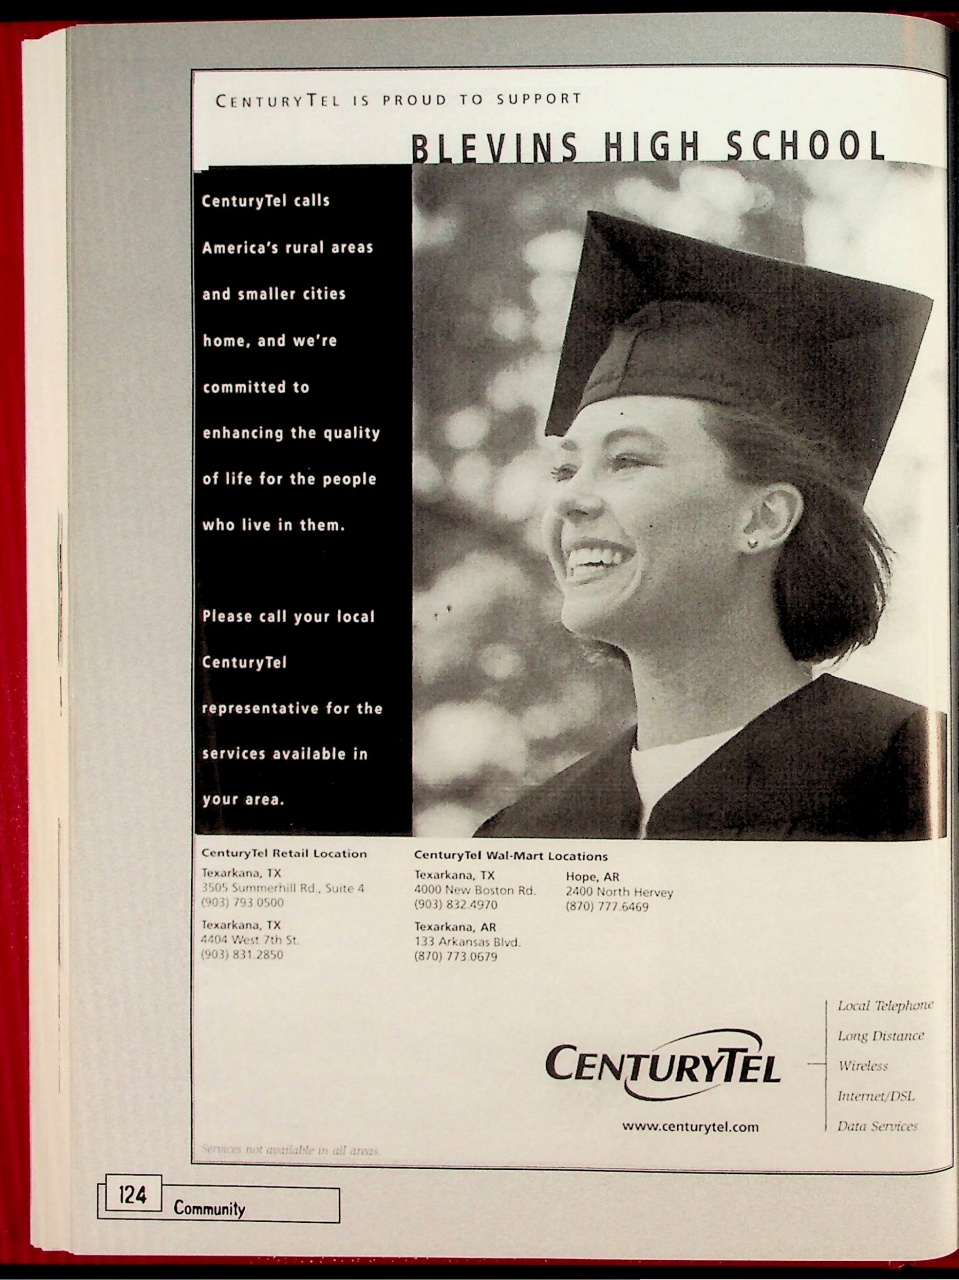 CENTURYTEL IS PROUD TO SUPPORT
BLEVINS HIGH SCHOOL
CenturyTel calls
America's rural areas
and smaller cities
home, and we're
committed to
enhancing the quality
of life for the people
who live in them.
Please call your local
CenturyTel
representative for the
services available in
your area.
CenturyTel Retail Location
Texarkana, TX
3505 Summerhill Rd., Suite 4
(903) 793.0500
Texarkana, TX
4404 West 7th St.
(903) 831.2850
CenturyTel Wal-Mart Locations
Texarkana, TX
4000 New Boston Rd.
(903) 832.4970
Texarkana, AR
133 Arkansas Blvd.
(870) 773.0679
Hope, AR
2400 North Hervey
(870) 777.6469
CENTURYTEL
www.centurytel.com
Local Telephone
Long Distance
Wireless
Internet/DSL
Data Services
Services not available in all areas.
124
Community